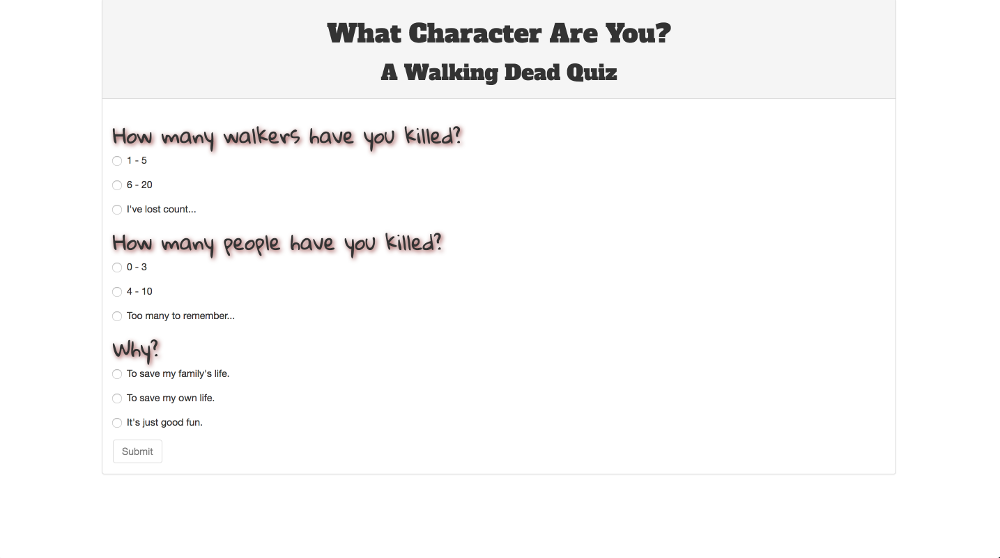 What Character Are You?
A Walking Dead Quiz
How many walkers have you killed?
1 - 5
6 - 20
I've lost count...
How many people have you killed?
0 - 3
4 - 10
Too many to remember...
Why?
To save my family's life.
To save my own life.
It's just good fun.
Submit